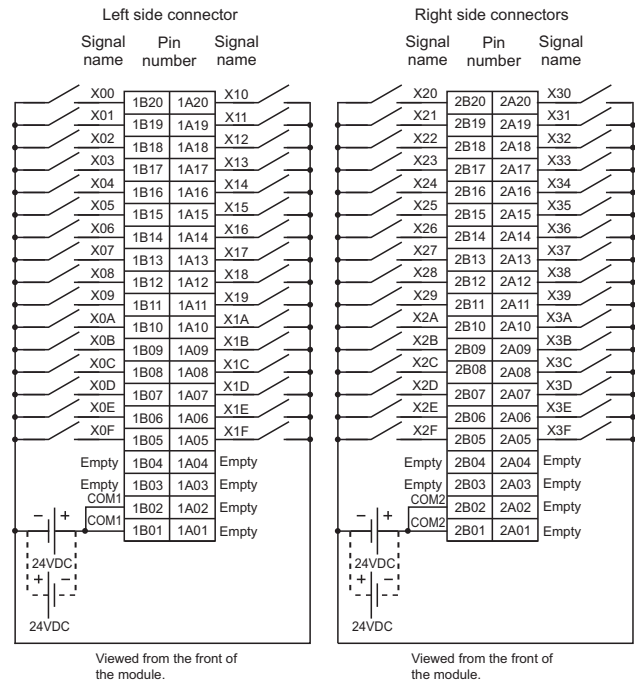 Left side connector
Signal name Pin number Signal name
X00 1B20 1A20 X10
X01 1B19 1A19 X11
X02 1B18 1A18 X12
X03 1B17 1A17 X13
X04 1B16 1A16 X14
X05 1B15 1A15 X15
X06 1B14 1A14 X16
X07 1B13 1A13 X17
X08 1B12 1A12 X18
X09 1B11 1A11 X19
X0A 1B10 1A10 X1A
X0B 1B09 1A09 X1B
X0C 1B08 1A08 X1C
X0D 1B07 1A07 X1D
X0E 1B06 1A06 X1E
X0F 1B05 1A05 X1F
Empty 1B04 1A04 Empty
Empty 1B03 1A03 Empty
COM1 1B02 1A02 Empty
COM1 1B01 1A01 Empty
− +
24VDC
+ −
24VDC
Viewed from the front of
the module.
Right side connectors
Signal name Pin number Signal name
X20 2B20 2A20 X30
X21 2B19 2A19 X31
X22 2B18 2A18 X32
X23 2B17 2A17 X33
X24 2B16 2A16 X34
X25 2B15 2A15 X35
X26 2B14 2A14 X36
X27 2B13 2A13 X37
X28 2B12 2A12 X38
X29 2B11 2A11 X39
X2A 2B10 2A10 X3A
X2B 2B09 2A09 X3B
X2C 2B08 2A08 X3C
X2D 2B07 2A07 X3D
X2E 2B06 2A06 X3E
X2F 2B05 2A05 X3F
Empty 2B04 2A04 Empty
Empty 2B03 2A03 Empty
COM2 2B02 2A02 Empty
COM2 2B01 2A01 Empty
− +
24VDC
+ −
24VDC
Viewed from the front of
the module.